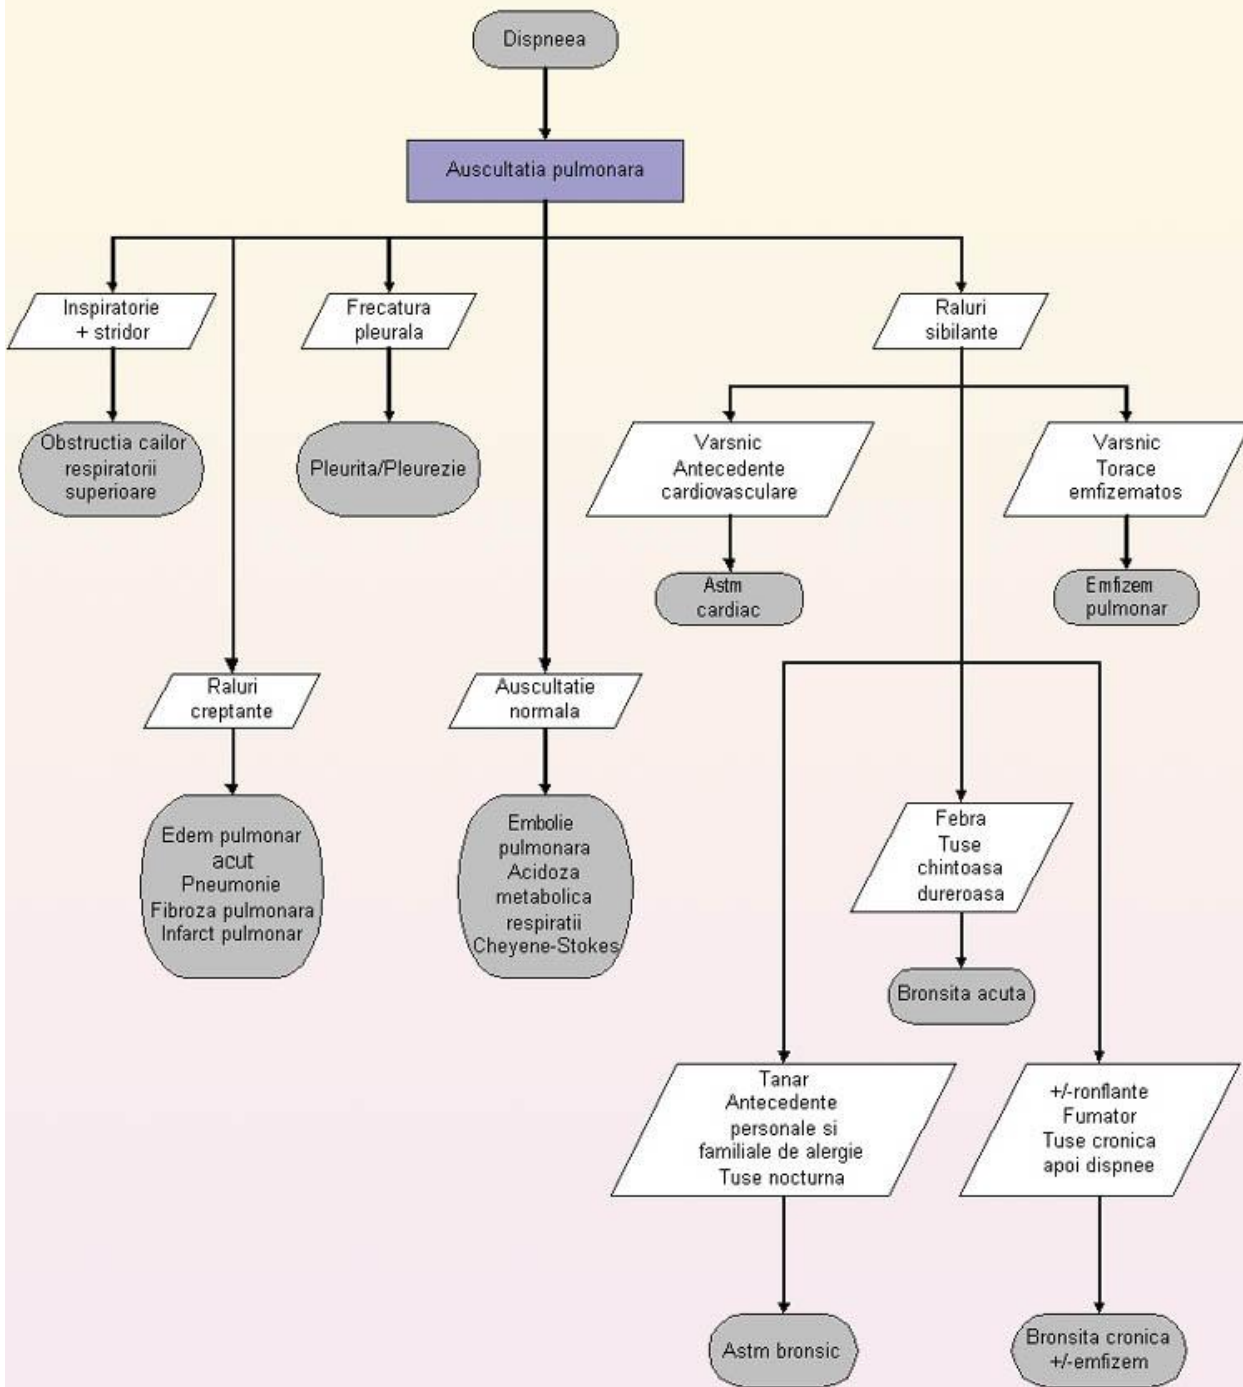 Dispneea
Auscultatia pulmonara
Inspiratorie
+ stridor
Frecatura
pleurala
Raluri
sibilante
Obstructia cailor
respiratorii
superioare
Pleurita/Pleurezie
Varsnic
Antecedente
cardiovasculare
Varsnic
Torace
emfizematos
Astm
cardiac
Emfizem
pulmonar
Raluri
creptante
Auscultatie
normala
Edem pulmonar
acut
Pneumonie
Fibroza pulmonara
Infarct pulmonar
Embolie
pulmonara
Acidoza
metabolica
respiratii
Cheyene-Stokes
Febra
Tuse
chintoasa
dureroasa
Bronsita acuta
Tanar
Antecedente
personale si
familiale de alergie
Tuse nocturna
+/-ronflante
Fumator
Tuse cronica
apoi dispnee
Astm bronsic
Bronsita cronica
+/-emfizem